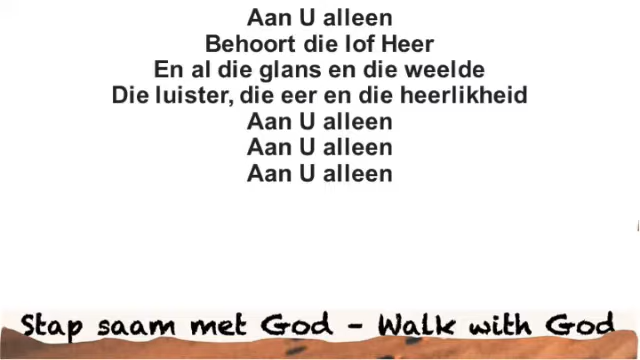 Aan U alleen
Behoort die lof Heer
En al die glans en die weelde
Die luister, die eer en die heerlikheid
Aan U alleen
Aan U alleen
Aan U alleen
Stap saam met God - Walk with God